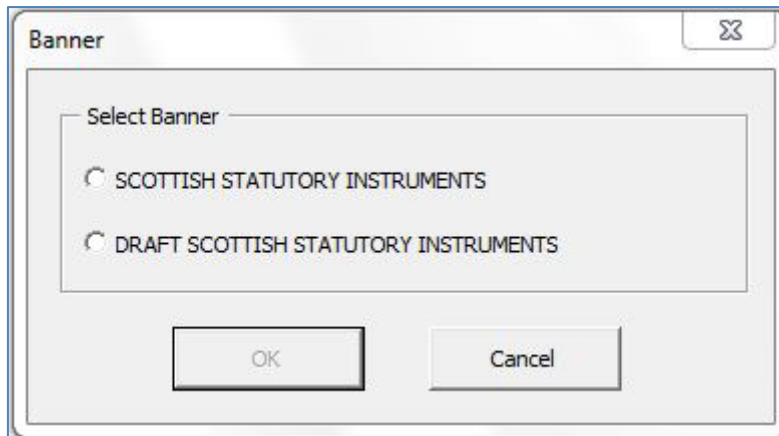 Banner
Select Banner
SCOTTISH STATUTORY INSTRUMENTS
DRAFT SCOTTISH STATUTORY INSTRUMENTS
OK
Cancel